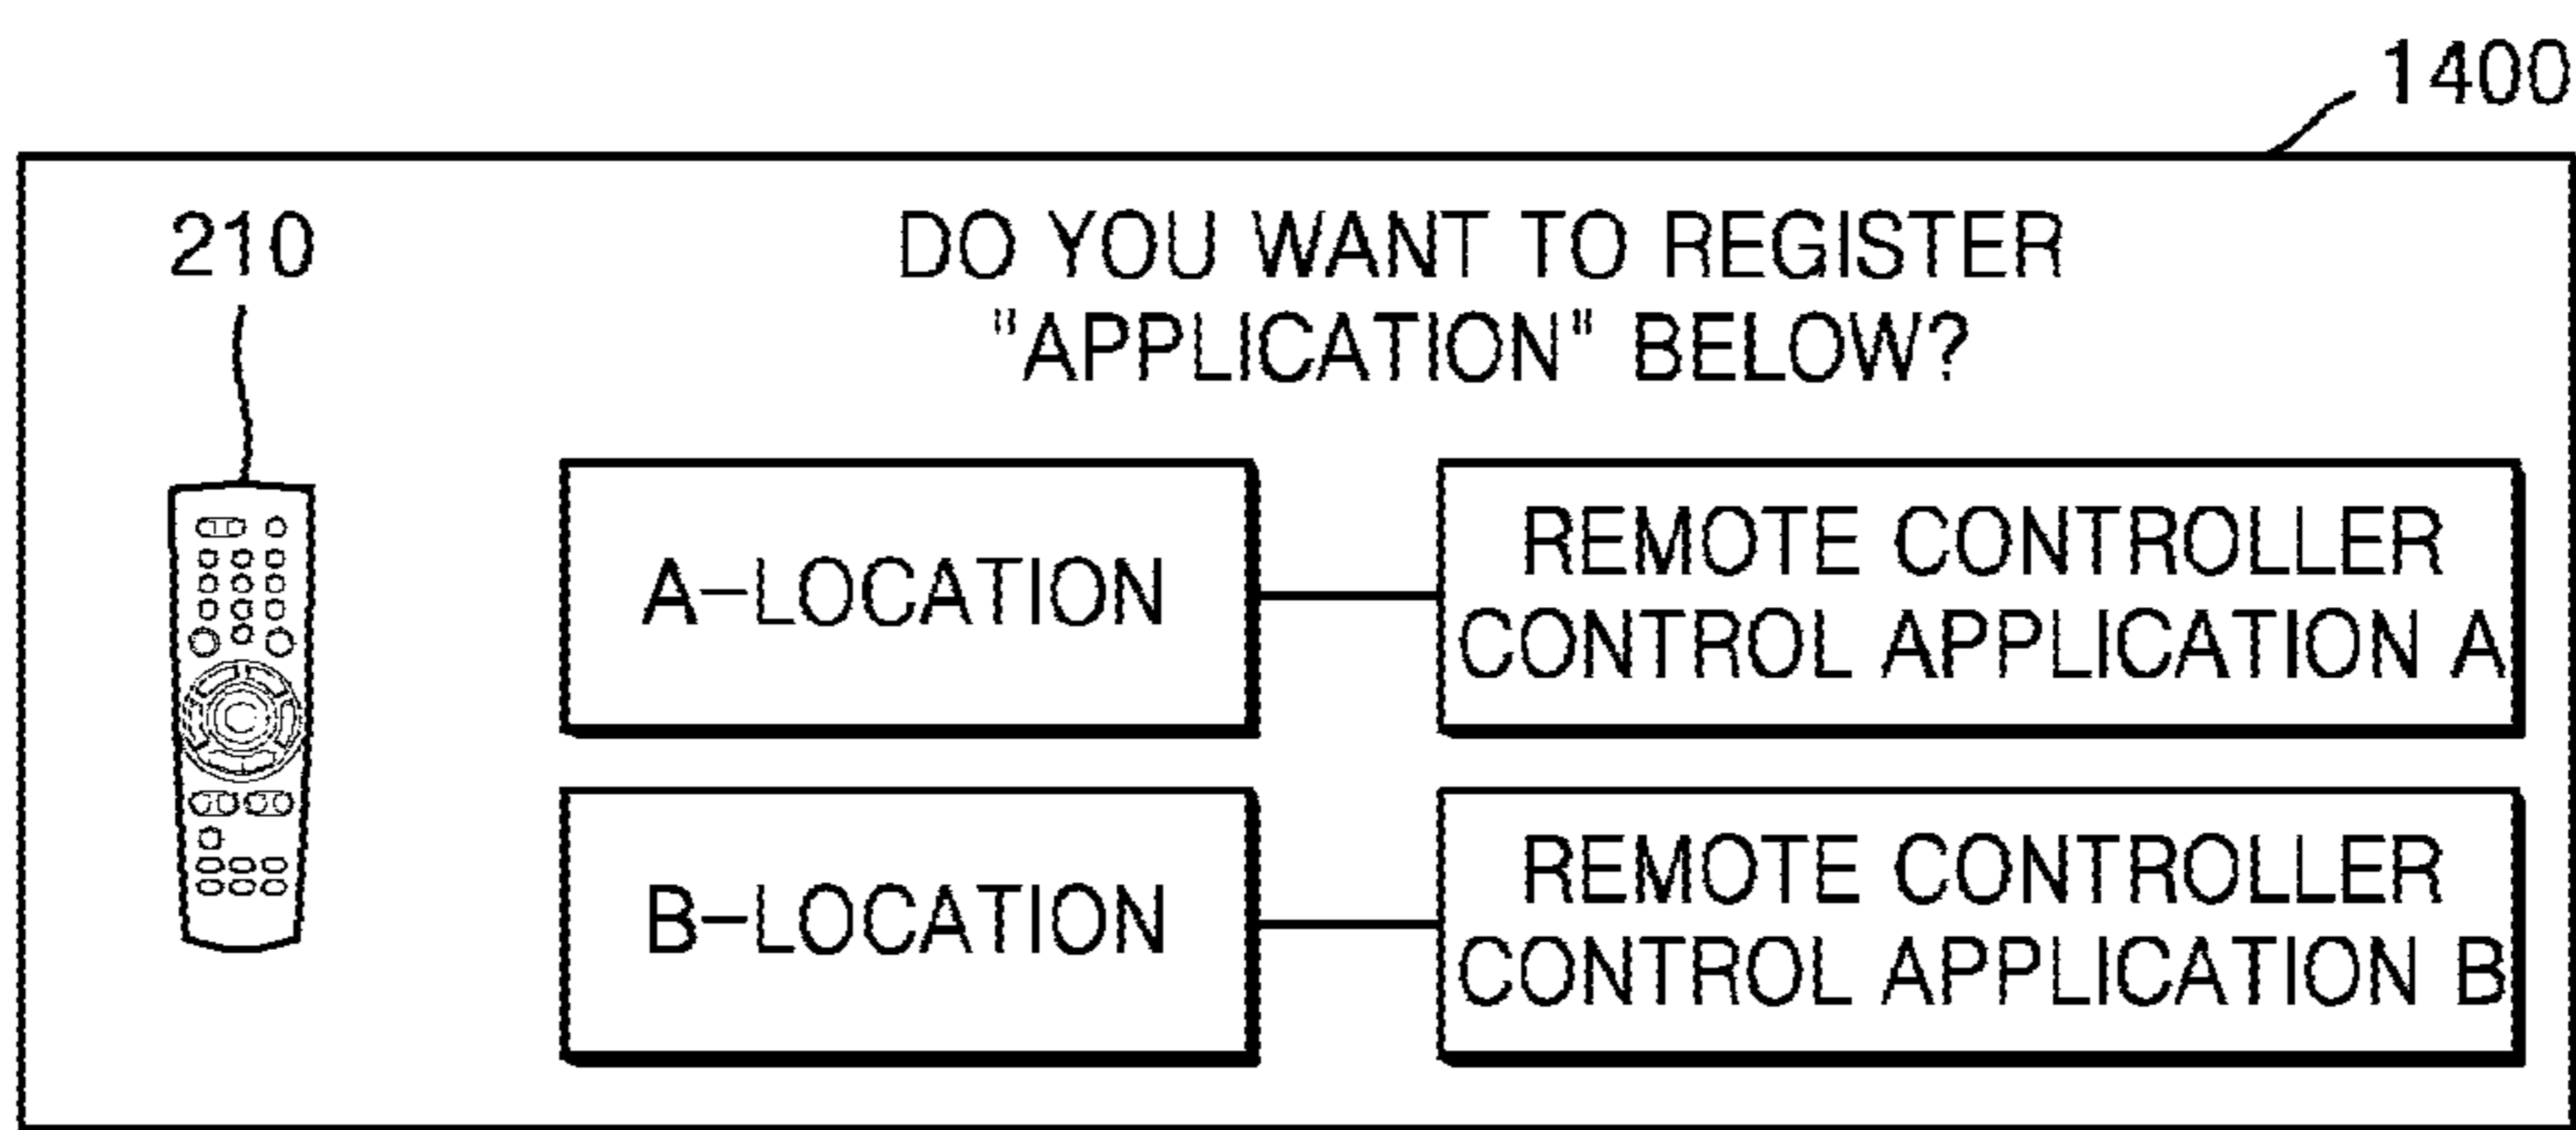 1400
210
DO YOU WANT TO REGISTER
"APPLICATION" BELOW?
A-LOCATION
REMOTE CONTROLLER
CONTROL APPLICATION A
B-LOCATION
REMOTE CONTROLLER
CONTROL APPLICATION B